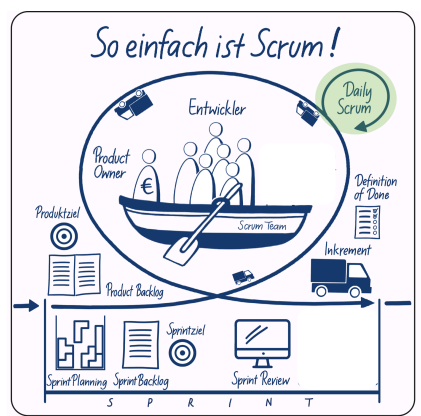 So einfach ist Scrum!
Daily
Scrum
Entwickler
Product
Owner
€
Definition
of Done
Scrum Team
Produktziel
Inkrement
Product Backlog
Sprintziel
Sprint Planning
Sprint Backlog
Sprint Review
SPRINT